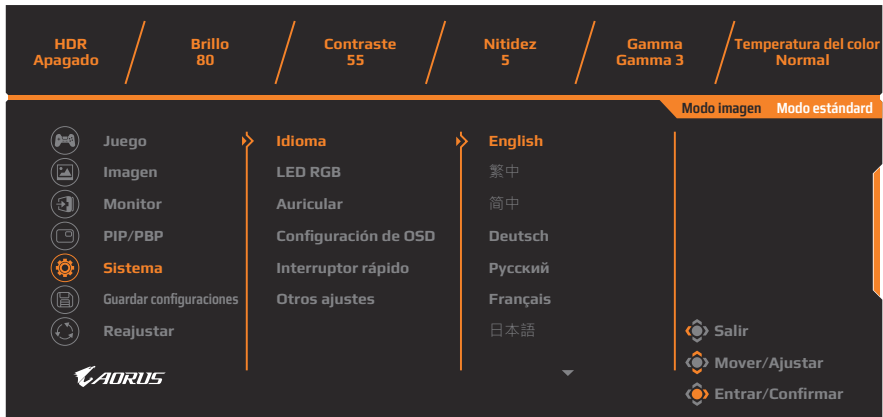 HDR
Apagado
Brillo
80
Contraste
55
Nitidez
5
Gamma
Gamma 3
Temperatura del color
Normal
Modo imagen Modo estándard
Juego
Imagen
Monitor
PIP/PBP
Sistema
Guardar configuraciones
Reajustar
Idioma
LED RGB
Auricular
Configuración de OSD
Interruptor rápido
Otros ajustes
English
繁中
简中
Deutsch
Русский
Français
日本語
Salir
Mover/Ajustar
Entrar/Confirmar
AORUS